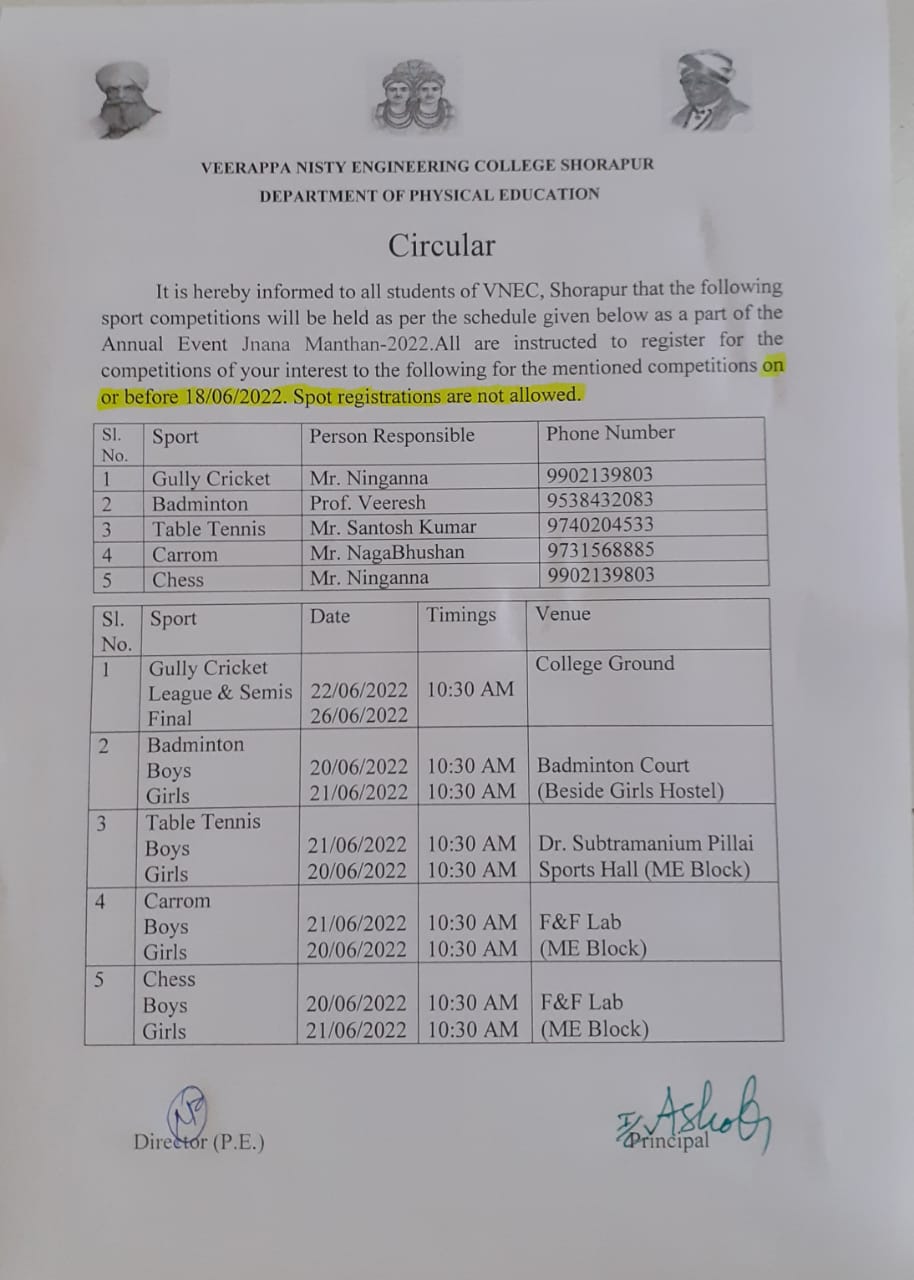 VEERAPPA NISTY ENGINEERING COLLEGE SHORAPUR
DEPARTMENT OF PHYSICAL EDUCATION
Circular
It is hereby informed to all students of VNEC, Shorapur that the following
sport competitions will be held as per the schedule given below as a part of the
Annual Event Jnana Manthan-2022.All are instructed to register for the
competitions of your interest to the following for the mentioned competitions on
or before 18/06/2022. Spot registrations are not allowed.
Sl. No. Sport Person Responsible Phone Number
1 Gully Cricket Mr. Ninganna 9902139803
2 Badminton Prof. Veeresh 9538432083
3 Table Tennis Mr. Santosh Kumar 9740204533
4 Carrom Mr. NagaBhushan 9731568885
5 Chess Mr. Ninganna 9902139803
Sl. No. Sport Date Timings Venue
1 Gully Cricket College Ground
League & Semis 22/06/2022 10:30 AM
Final 26/06/2022
2 Badminton
Boys 20/06/2022 10:30 AM Badminton Court
Girls 21/06/2022 10:30 AM (Beside Girls Hostel)
3 Table Tennis
Boys 21/06/2022 10:30 AM Dr. Subtramanium Pillai
Girls 20/06/2022 10:30 AM Sports Hall (ME Block)
4 Carrom
Boys 21/06/2022 10:30 AM F&F Lab
Girls 20/06/2022 10:30 AM (ME Block)
5 Chess
Boys 20/06/2022 10:30 AM F&F Lab
Girls 21/06/2022 10:30 AM (ME Block)
Director (P.E.) Principal